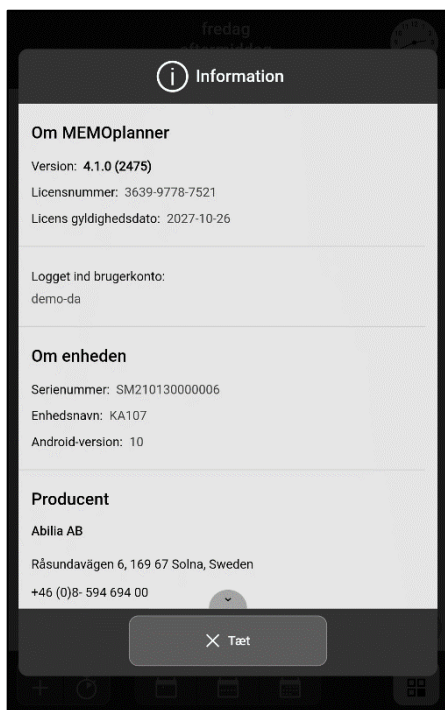 fredag
eftermiddag
Information
Om MEMOplanner
Version: 4.1.0 (2475)
Licensnummer: 3639-9778-7521
Licens gyldighedsdato: 2027-10-26
Logget ind brugerkonto:
demo-da
Om enheden
Serienummer: SM210130000006
Enhedsnavn: KA107
Android-version: 10
Producent
Abilia AB
Råsundavägen 6, 169 67 Solna, Sweden
+46 (0)8- 594 694 00
Tæt